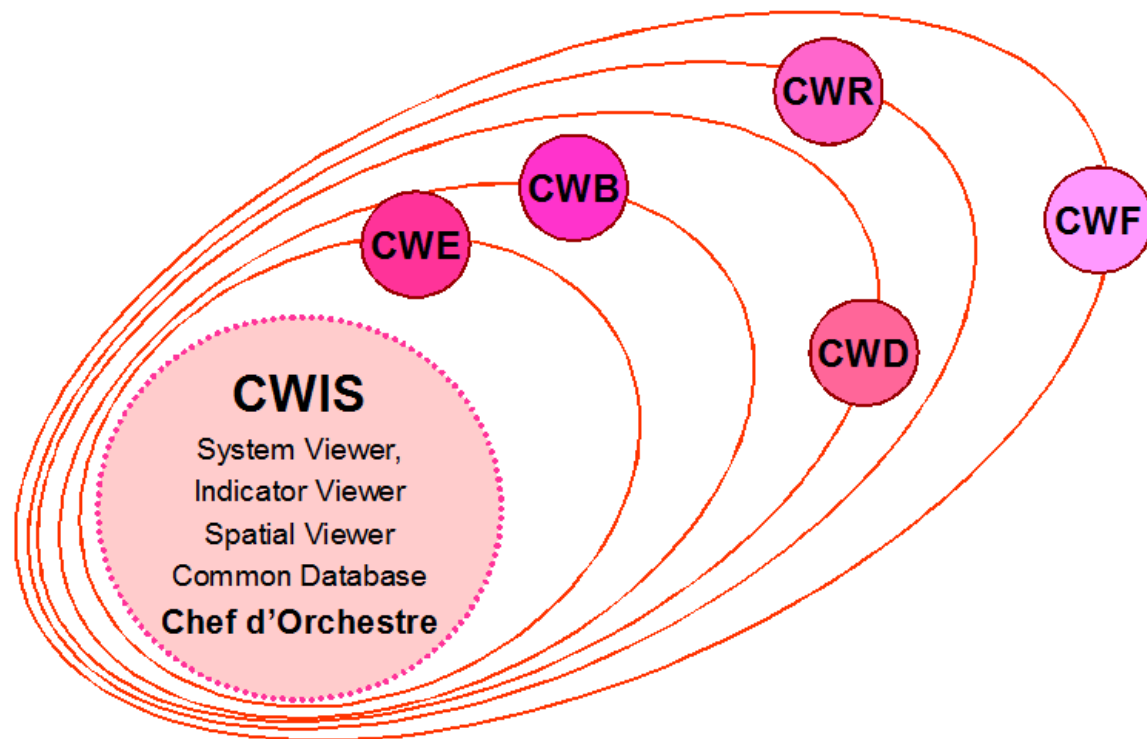 CWR
CWB
CWF
CWE
CWD
CWIS
System Viewer,
Indicator Viewer
Spatial Viewer
Common Database
Chef d’Orchestre